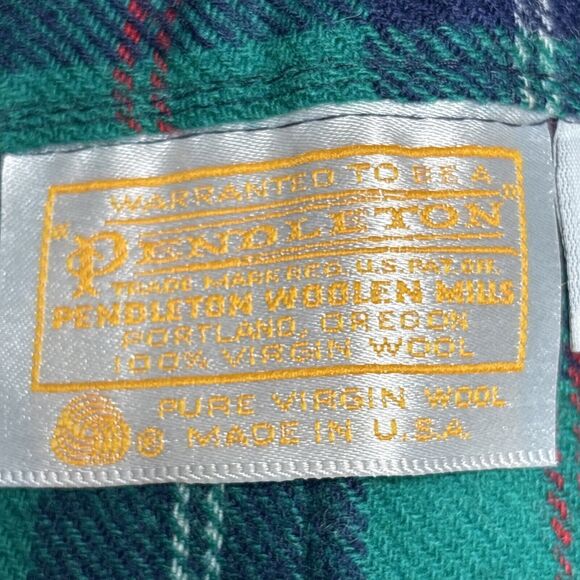 WARRANTED TO BE A
"PENDLETON"
TRADE MARK REG. U.S. PAT. OFF.
PENDLETON WOOLEN MILLS
PORTLAND, OREGON
100% VIRGIN WOOL
PURE VIRGIN WOOL
® MADE IN U.S.A.